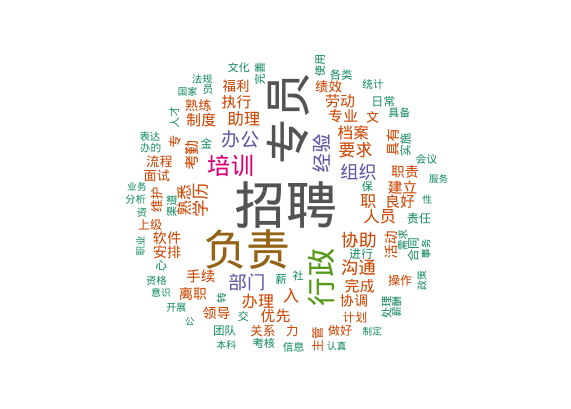 文化
完善
使用
各类
法规
国家
员
福利
专员
绩效
统计
人才
熟练
执行
劳动
日常
制度
助理
专业
文
具备
表达
办的
专
考勤
金
办公
经验
档案
要求
具有
实施
流程
面试
培训
组织
职责
会议
服务
业务
分析
资
维护
渠道
熟悉
学历
招聘
保
职
建立
良好
性
上级
人员
责任
职业
软件
安排
负责
行政
协助
进行
活动
需求
合同
事务
心
资格
意识
手续
离职
部门
薪
社
沟通
完成
操作
政策
开展
公
转
办理
入
协调
处理
薪酬
领导
交
优先
计划
团队
关系
力
主管
做好
制定
本科
考核
信息
认真